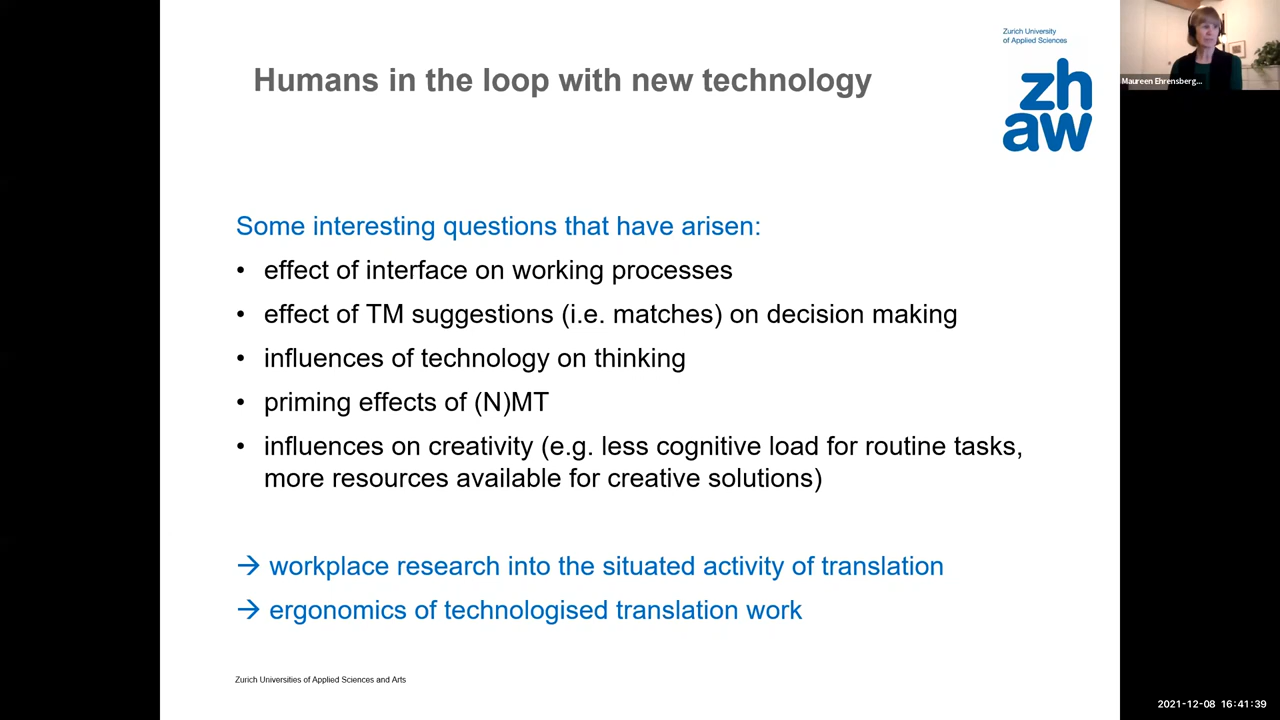 Zurich University
of Applied Sciences
zh
aw
Maureen Ehrensberg...
Humans in the loop with new technology
Some interesting questions that have arisen:
• effect of interface on working processes
• effect of TM suggestions (i.e. matches) on decision making
• influences of technology on thinking
• priming effects of (N)MT
• influences on creativity (e.g. less cognitive load for routine tasks,
more resources available for creative solutions)
→ workplace research into the situated activity of translation
→ ergonomics of technologised translation work
Zurich Universities of Applied Sciences and Arts
2021-12-08 16:41:39